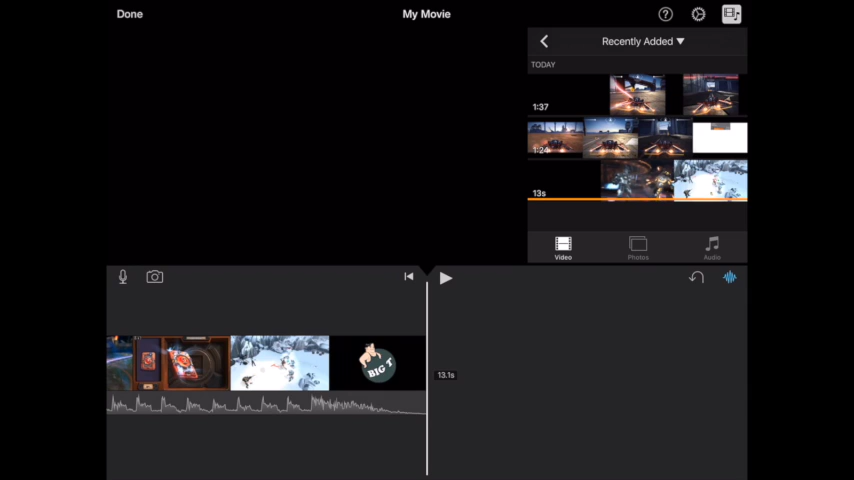 Done
My Movie
Recently Added ▼
TODAY
1:37
1:24
13s
Video
Photos
Audio
BIG T
13.1s